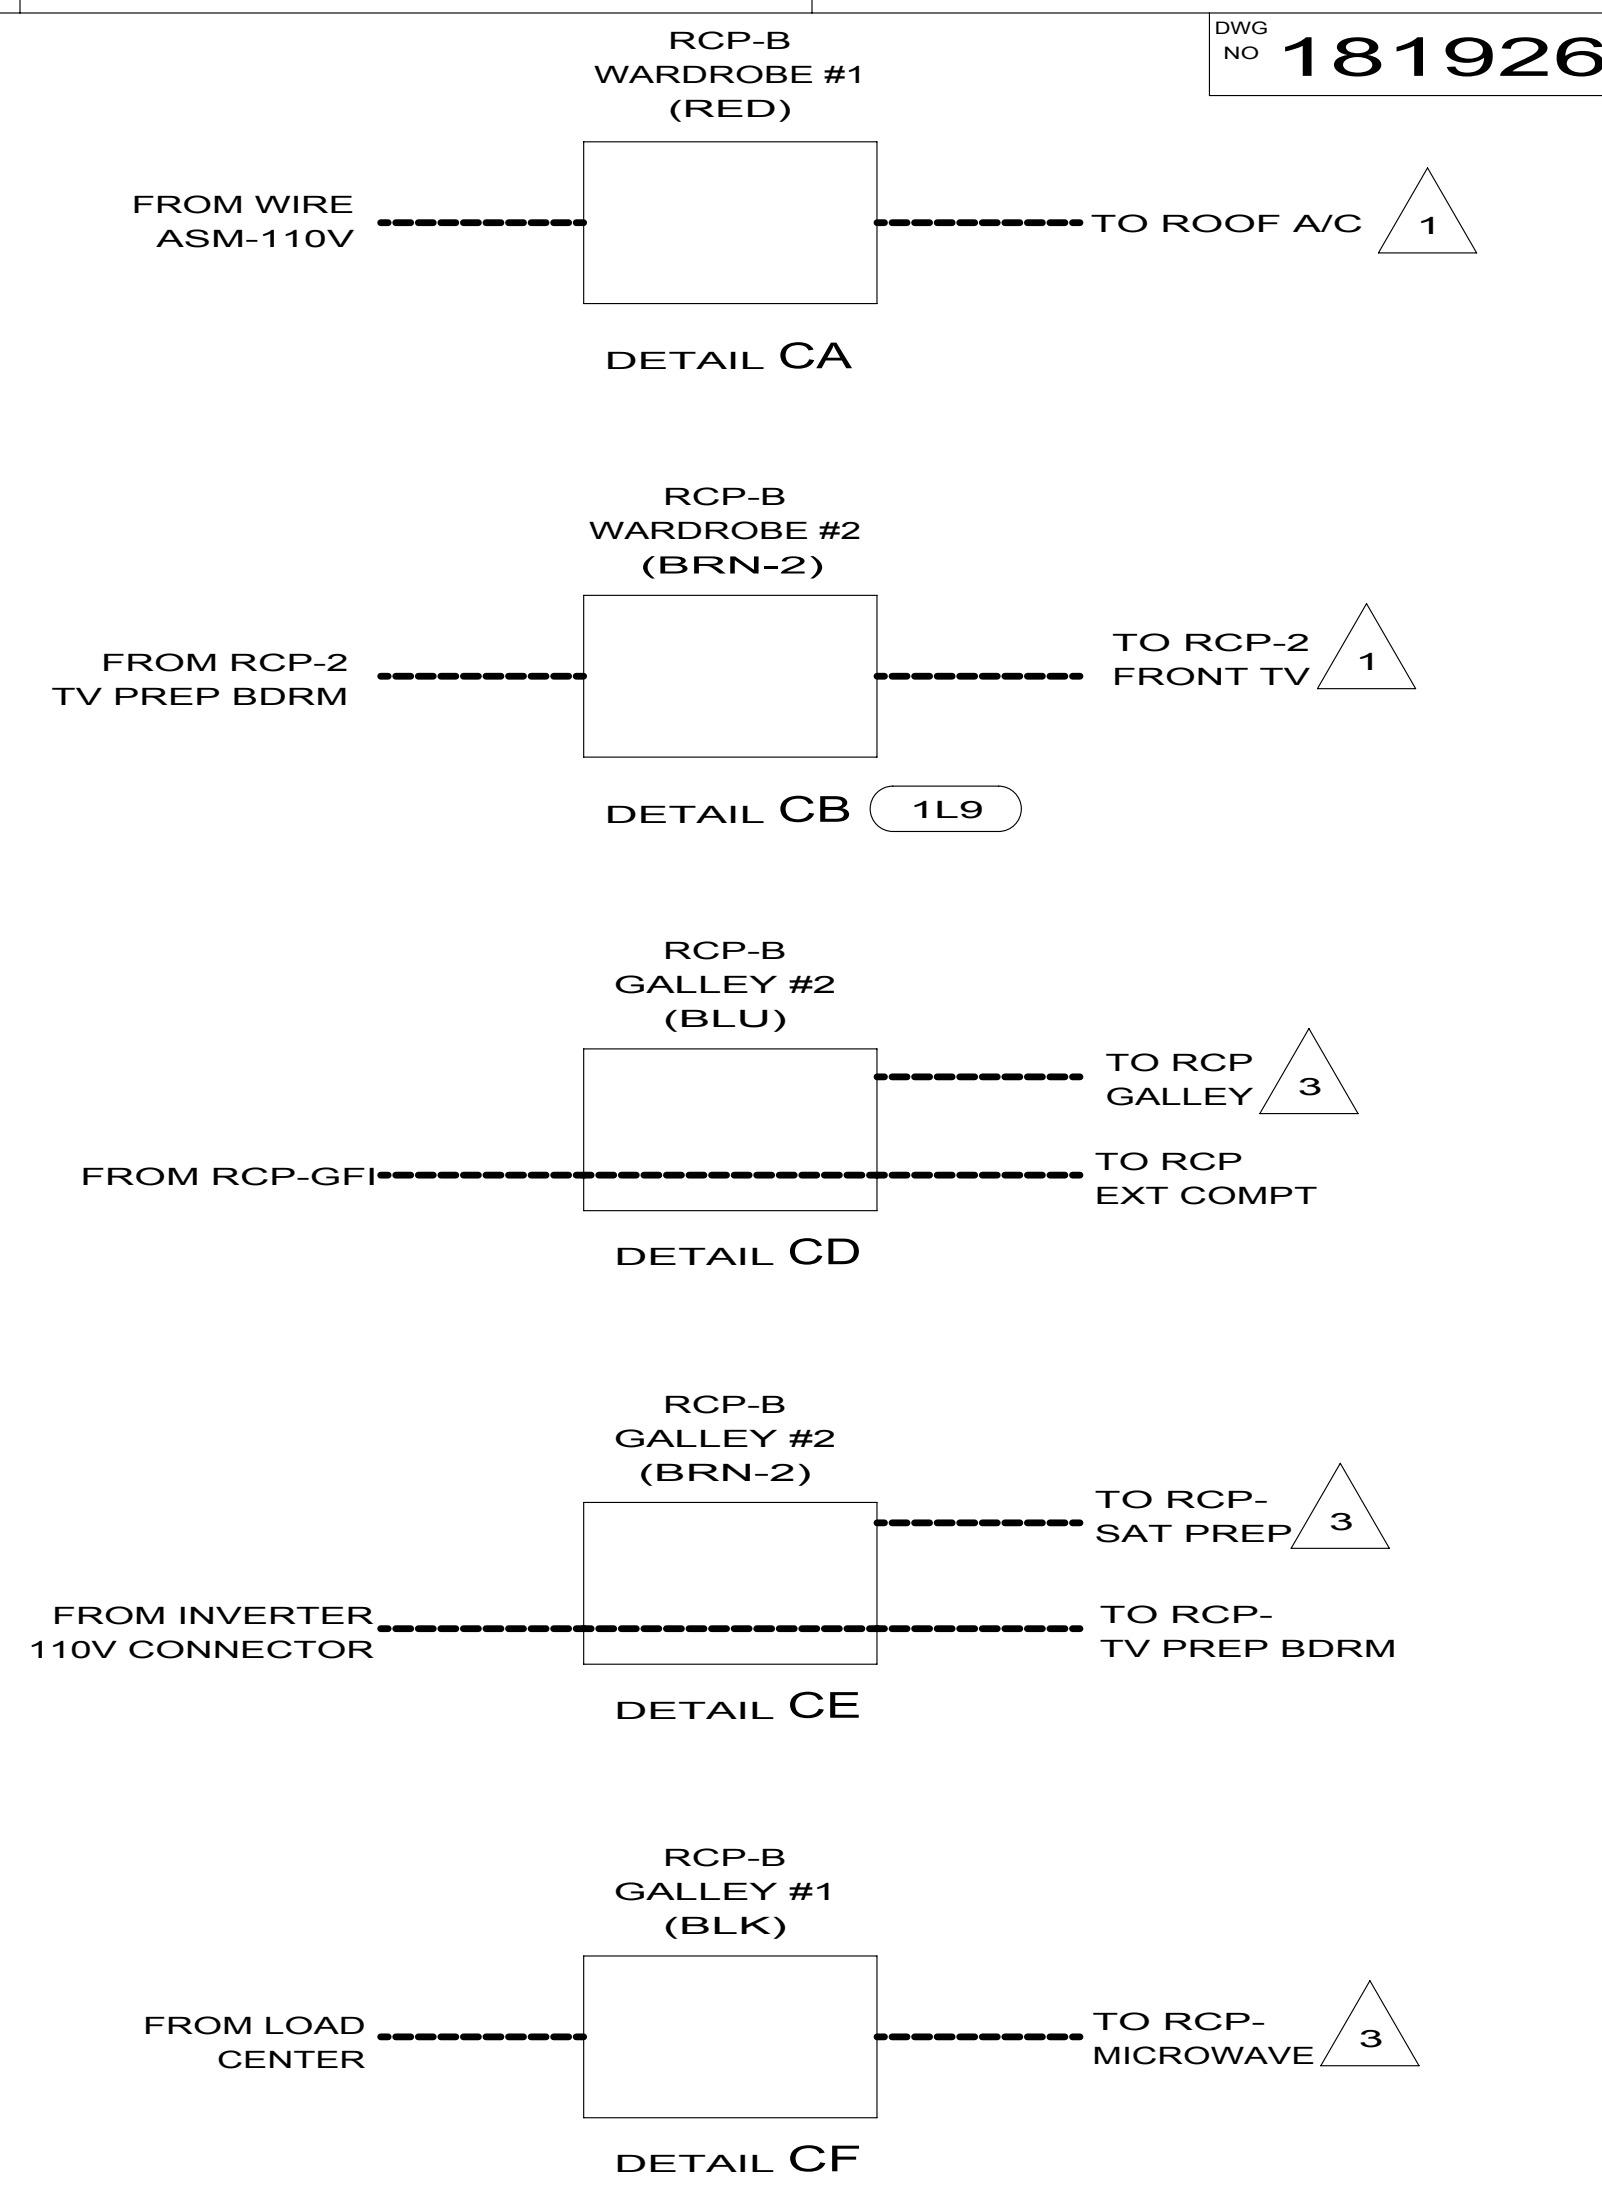 DWG
NO 181926
RCP-B
WARDROBE #1
(RED)
FROM WIRE
ASM-110V
TO ROOF A/C
1
DETAIL CA
RCP-B
WARDROBE #2
(BRN-2)
FROM RCP-2
TV PREP BDRM
TO RCP-2
FRONT TV
1
DETAIL CB
1L9
RCP-B
GALLEY #2
(BLU)
TO RCP
GALLEY
3
FROM RCP-GFI
TO RCP
EXT COMPT
DETAIL CD
RCP-B
GALLEY #2
(BRN-2)
TO RCP-
SAT PREP
3
FROM INVERTER
110V CONNECTOR
TO RCP-
TV PREP BDRM
DETAIL CE
RCP-B
GALLEY #1
(BLK)
FROM LOAD
CENTER
TO RCP-
MICROWAVE
3
DETAIL CF